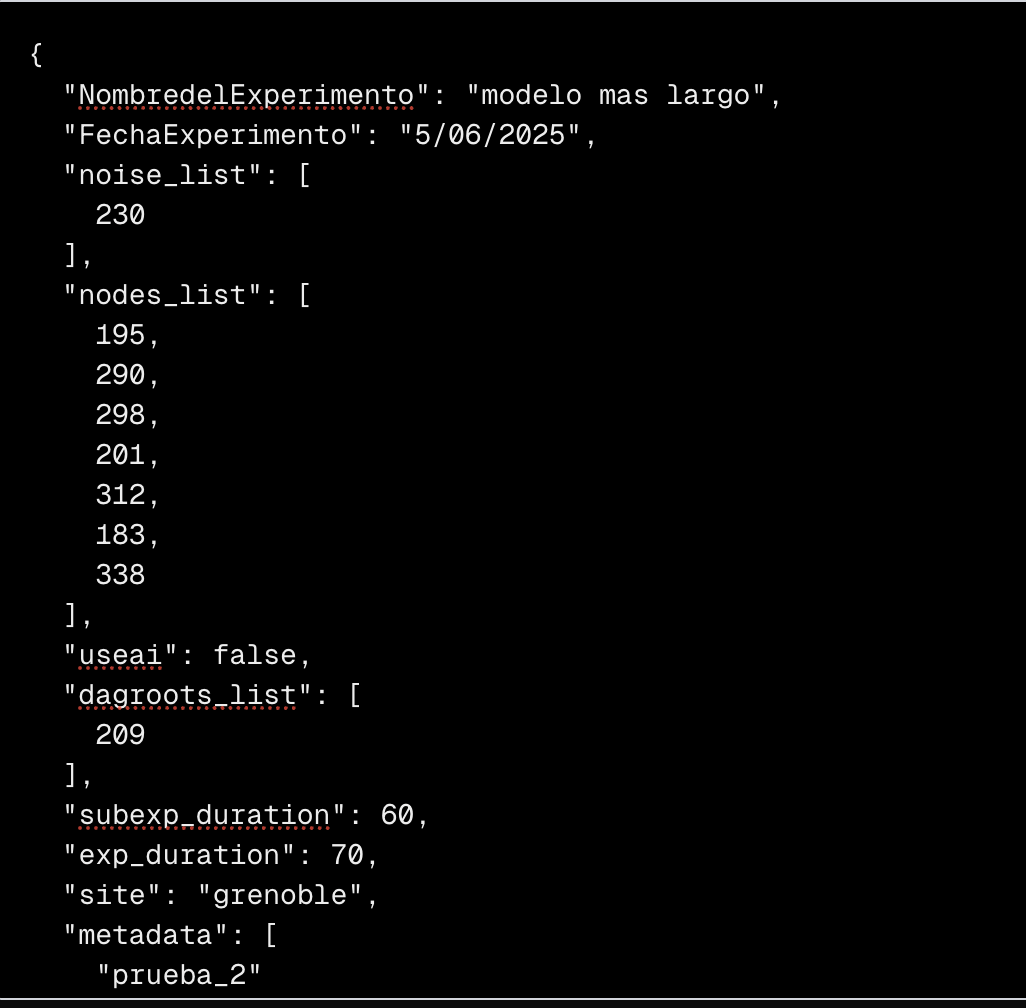 {
"NombredelExperimento": "modelo mas largo",
"FechaExperimento": "5/06/2025",
"noise_list": [
230
],
"nodes_list": [
195,
290,
298,
201,
312,
183,
338
],
"useai": false,
"dagroots_list": [
209
],
"subexp_duration": 60,
"exp_duration": 70,
"site": "grenoble",
"metadata": [
"prueba_2"